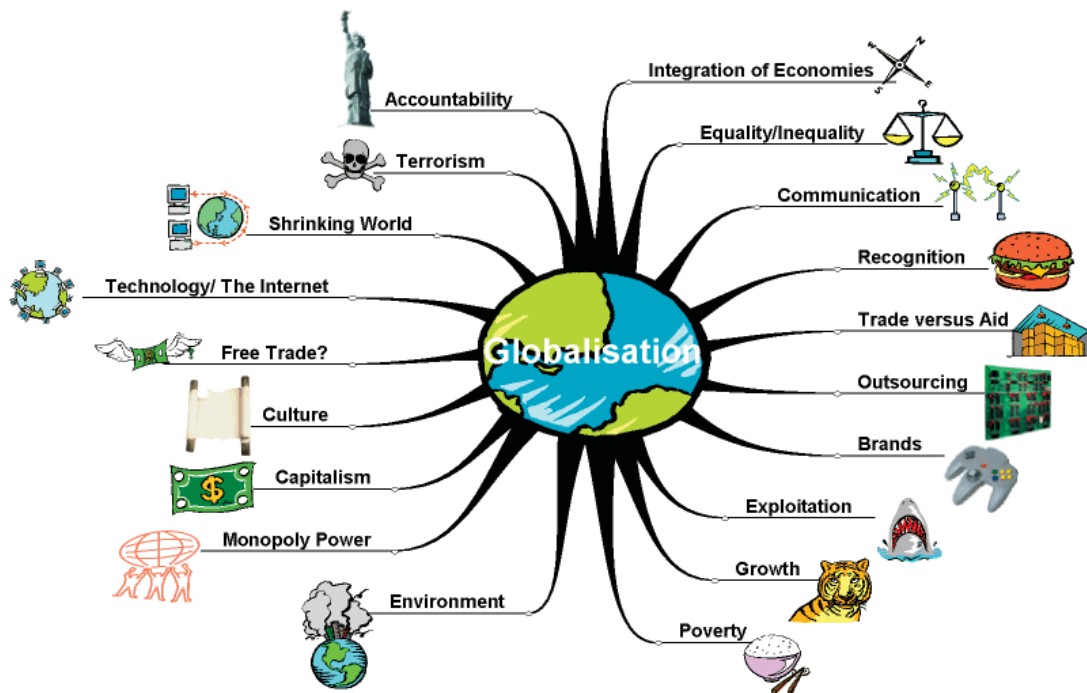 Integration of Economies
Accountability
Equality/Inequality
Terrorism
Communication
Shrinking World
Recognition
Technology/ The Internet
Trade versus Aid
Free Trade?
Globalisation
Outsourcing
Culture
Brands
Capitalism
Exploitation
Monopoly Power
Growth
Environment
Poverty
N
W
E
S
$